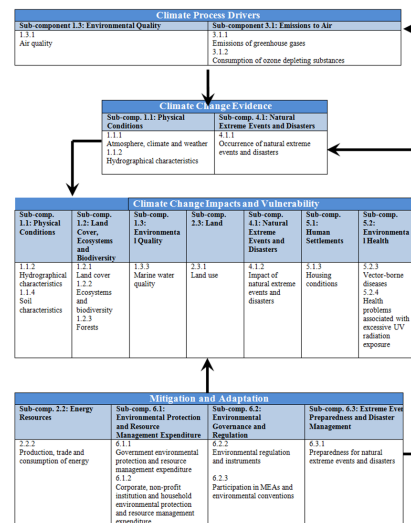 Climate Process Drivers
Sub-component 1.3: Environmental Quality
Sub-component 3.1: Emissions to Air
1.3.1
Air quality
3.1.1
Emissions of greenhouse gases
3.1.2
Consumption of ozone depleting substances
Climate Change Evidence
Sub-comp. 1.1: Physical
Conditions
Sub-comp. 4.1: Natural
Extreme Events and Disasters
1.1.1
Atmosphere, climate and weather
1.1.2
Hydrographical characteristics
4.1.1
Occurrence of natural extreme
events and disasters
Climate Change Impacts and Vulnerability
Sub-comp.
1.1: Physical
Conditions
Sub-comp.
1.2: Land
Cover,
Ecosystems
and
Biodiversity
Sub-comp.
1.3:
Environmenta
l Quality
Sub-comp.
2.3: Land
Sub-comp.
4.1: Natural
Extreme
Events and
Disasters
Sub-comp.
5.1:
Human
Settlements
Sub-comp.
5.2:
Environmenta
l Health
1.1.2
Hydrographical
characteristics
1.1.4
Soil
characteristics
1.2.1
Land cover
1.2.2
Ecosystems
and
biodiversity
1.2.3
Forests
1.3.3
Marine water
quality
2.3.1
Land use
4.1.2
Impact of
natural extreme
events and
disasters
5.1.3
Housing
conditions
5.2.3
Vector-borne
diseases
5.2.4
Health
problems
associated with
excessive UV
radiation
exposure
Mitigation and Adaptation
Sub-comp. 2.2: Energy
Resources
Sub-comp. 6.1:
Environmental Protection
and Resource
Management Expenditure
Sub-comp. 6.2:
Environmental
Governance and
Regulation
Sub-comp. 6.3: Extreme Even
Preparedness and Disaster
Management
2.2.2
Production, trade and
consumption of energy
6.1.1
Government environmental
protection and resource
management expenditure
6.1.2
Corporate, non-profit
institution and household
environmental protection
and resource management
expenditure
6.2.2
Environmental regulation
and instruments
6.2.3
Participation in MEAs and
environmental conventions
6.3.1
Preparedness for natural
extreme events and disasters